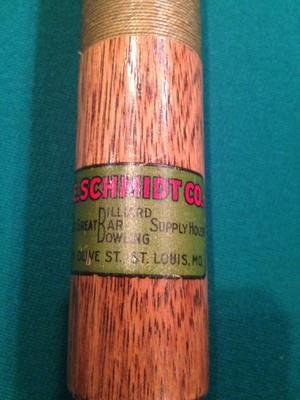 E. SCHMIDT CO.
BILLIARD
GREAT BAR SUPPLY HOUSE
BOWLING
OLIVE ST., ST. LOUIS, MO.